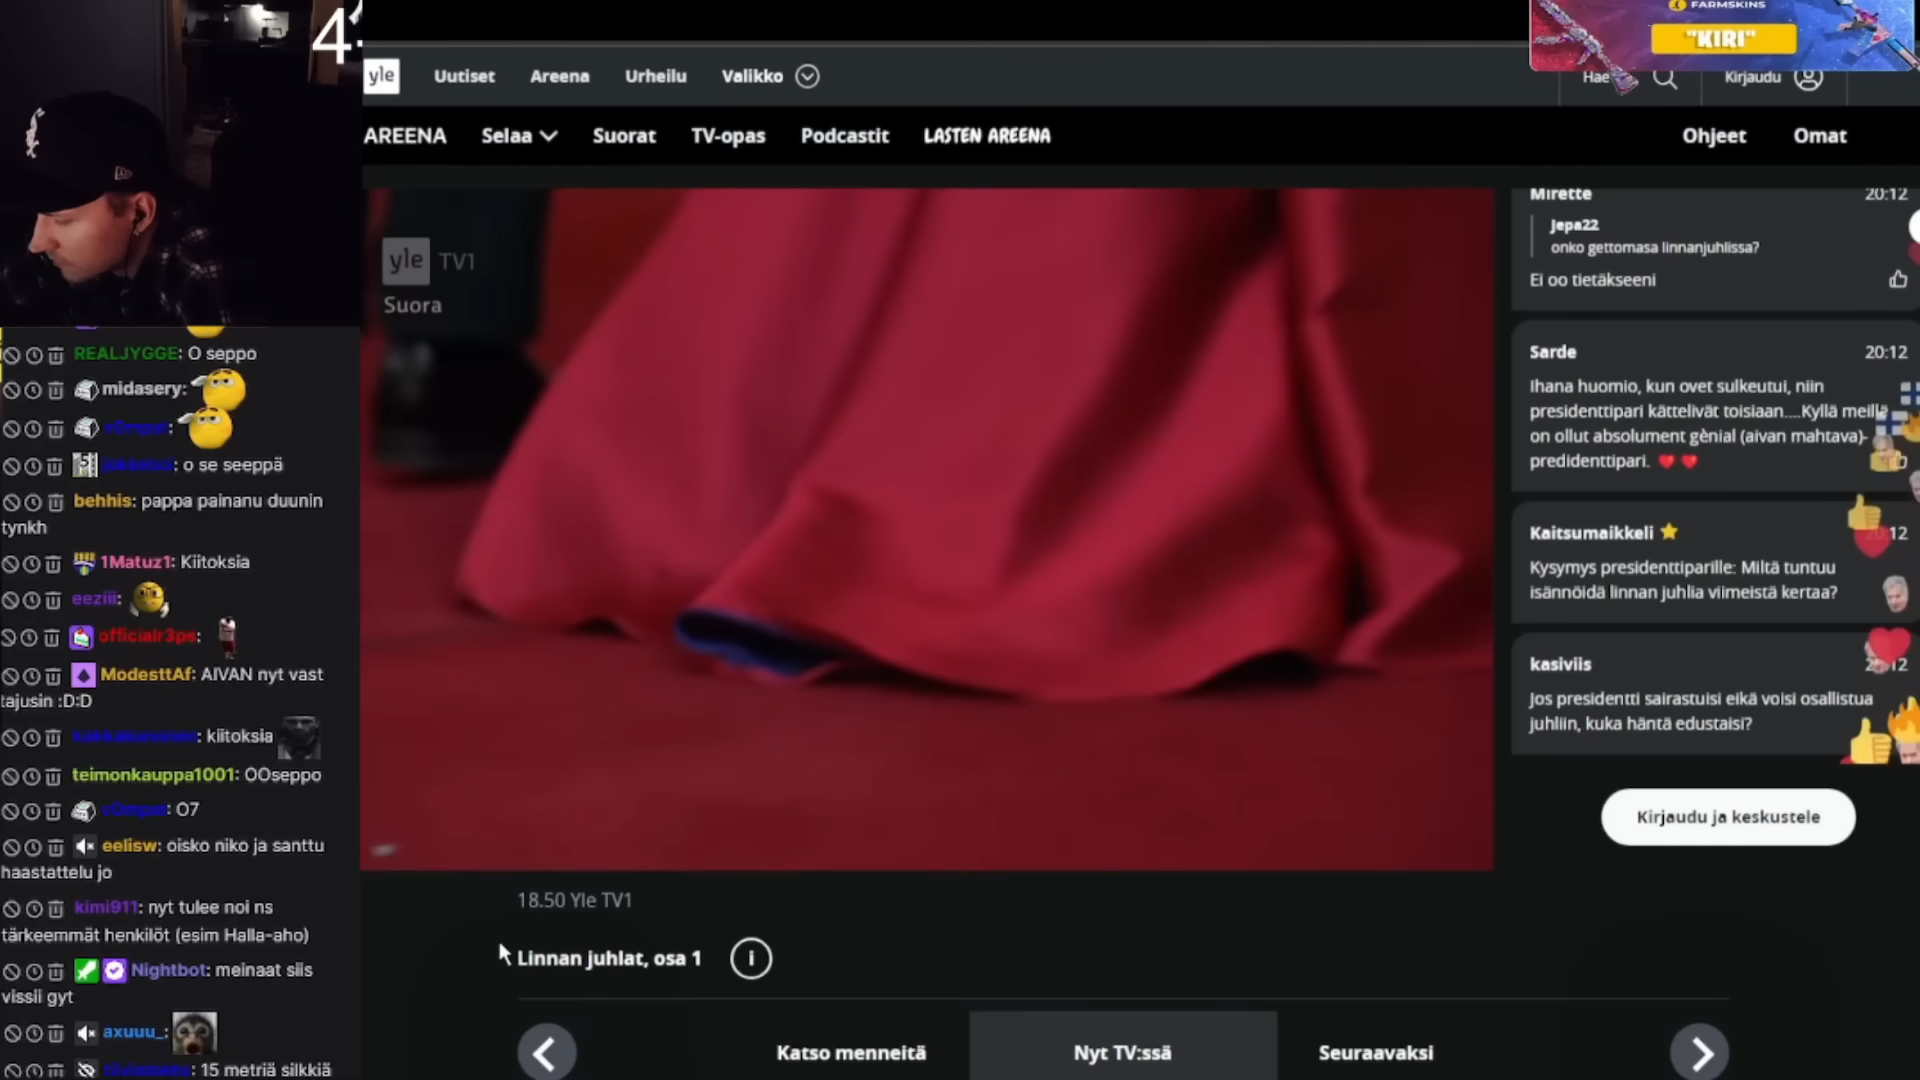 4
FARMSKINS
"KIRI"
yle
Uutiset
Areena
Urheilu
Valikko
Hae
Kirjaudu
AREENA
Selaa
Suorat
TV-opas
Podcastit
LASTEN AREENA
Ohjeet
Omat
yle TV1
Suora
REALJYGGE: O seppo
midasery:
: o se seeppä
behhis: pappa painanu duunin
tynkh
1Matuz1: Kiitoksia
eeziii:
officialr3ps:
ModesttAf: AIVAN nyt vast
tajusin :D:D
: kiitoksia
teimonkauppa1001: OOseppo
: O7
eelisw: oisko niko ja santtu
haastattelu jo
kimi911: nyt tulee noi ns
tärkeemmät henkilöt (esim Halla-aho)
Nightbot: meinaat siis
vissii gyt
axuuu_:
: 15 metriä silkkiä
Mirette 20:12
Jepa22
onko gettomasa linnanjuhlissa?
Ei oo tietäkseeni
Sarde 20:12
Ihana huomio, kun ovet sulkeutui, niin
presidenttipari kättelivät toisiaan....Kyllä meillä
on ollut absolument gènial (aivan mahtava)-
predidenttipari.
Kaitsumaikkeli
Kysymys presidenttiparille: Miltä tuntuu
isännöidä linnan juhlia viimeistä kertaa?
kasiviis
Jos presidentti sairastuisi eikä voisi osallistua
juhliin, kuka häntä edustaisi?
Kirjaudu ja keskustele
18.50 Yle TV1
Linnan juhlat, osa 1
i
Katso menneitä
Nyt TV:ssä
Seuraavaksi